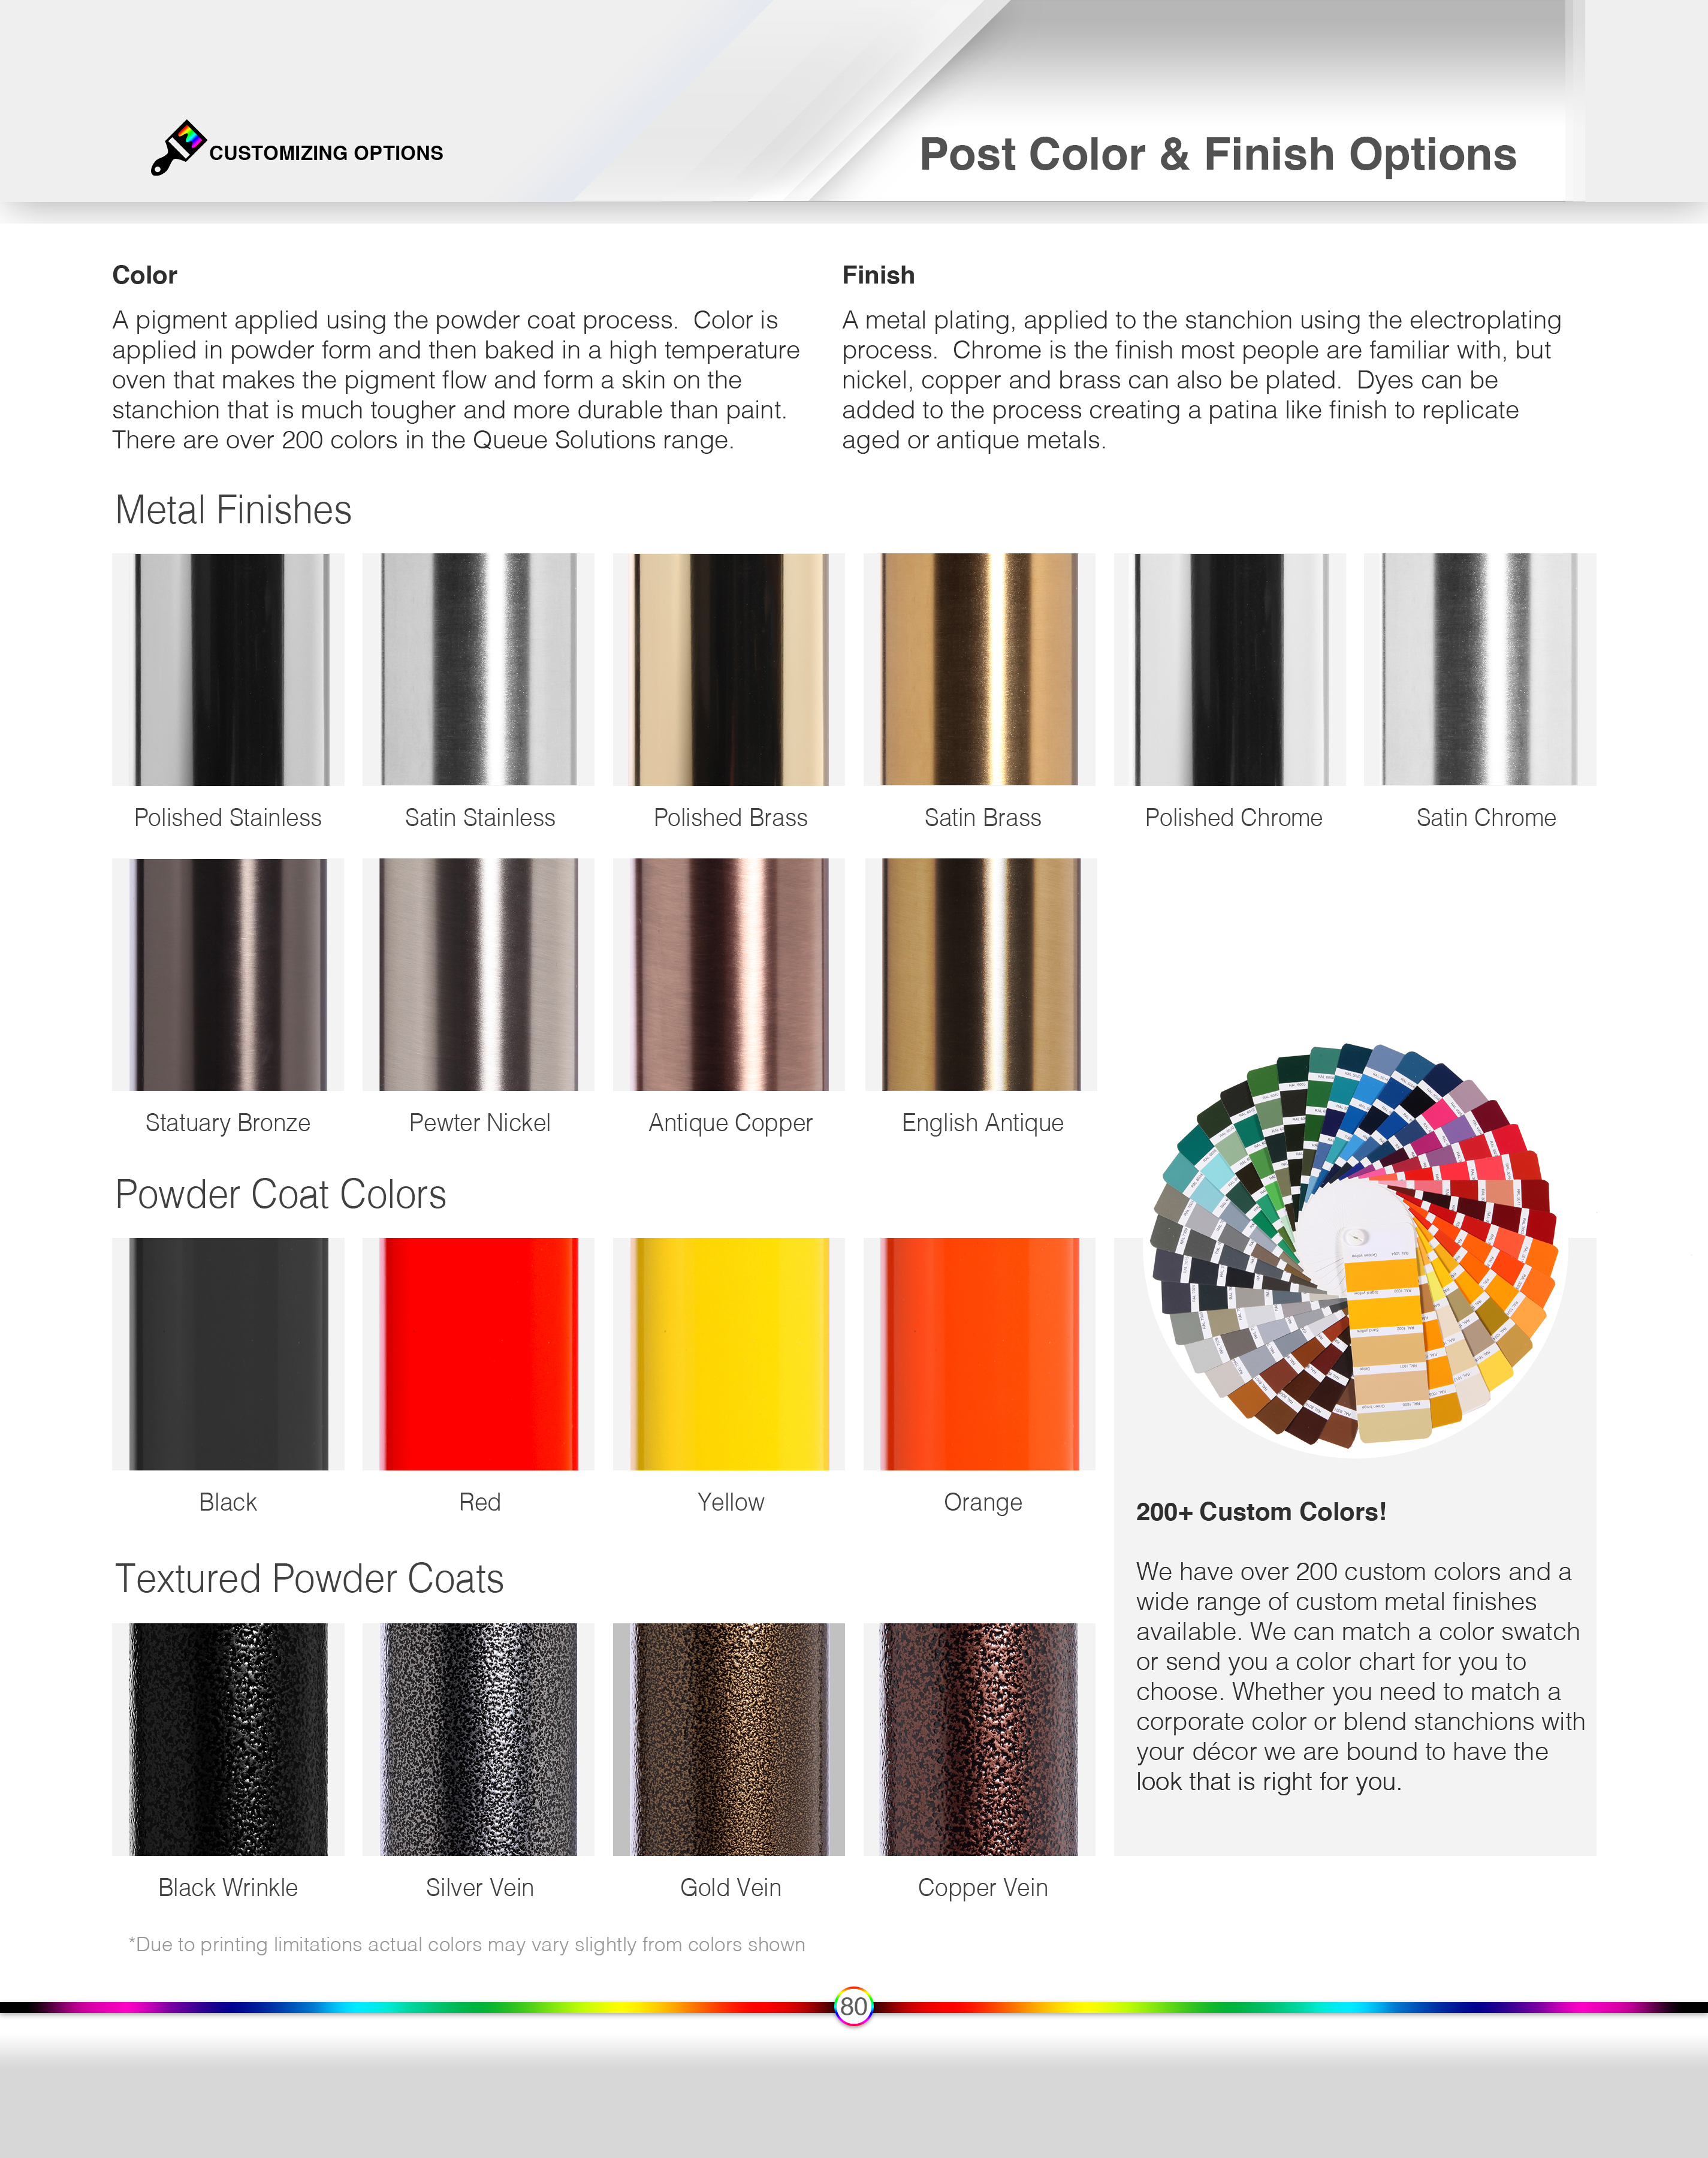 CUSTOMIZING OPTIONS
Post Color & Finish Options
Color
A pigment applied using the powder coat process.  Color is
applied in powder form and then baked in a high temperature
oven that makes the pigment flow and form a skin on the
stanchion that is much tougher and more durable than paint.
There are over 200 colors in the Queue Solutions range.
Finish
A metal plating, applied to the stanchion using the electroplating
process.  Chrome is the finish most people are familiar with, but
nickel, copper and brass can also be plated.  Dyes can be
added to the process creating a patina like finish to replicate
aged or antique metals.
Metal Finishes
Polished Stainless
Satin Stainless
Polished Brass
Satin Brass
Polished Chrome
Satin Chrome
Statuary Bronze
Pewter Nickel
Antique Copper
English Antique
Powder Coat Colors
Black
Red
Yellow
Orange
200+ Custom Colors!
We have over 200 custom colors and a
wide range of custom metal finishes
available. We can match a color swatch
or send you a color chart for you to
choose. Whether you need to match a
corporate color or blend stanchions with
your décor we are bound to have the
look that is right for you.
Textured Powder Coats
Black Wrinkle
Silver Vein
Gold Vein
Copper Vein
*Due to printing limitations actual colors may vary slightly from colors shown
80